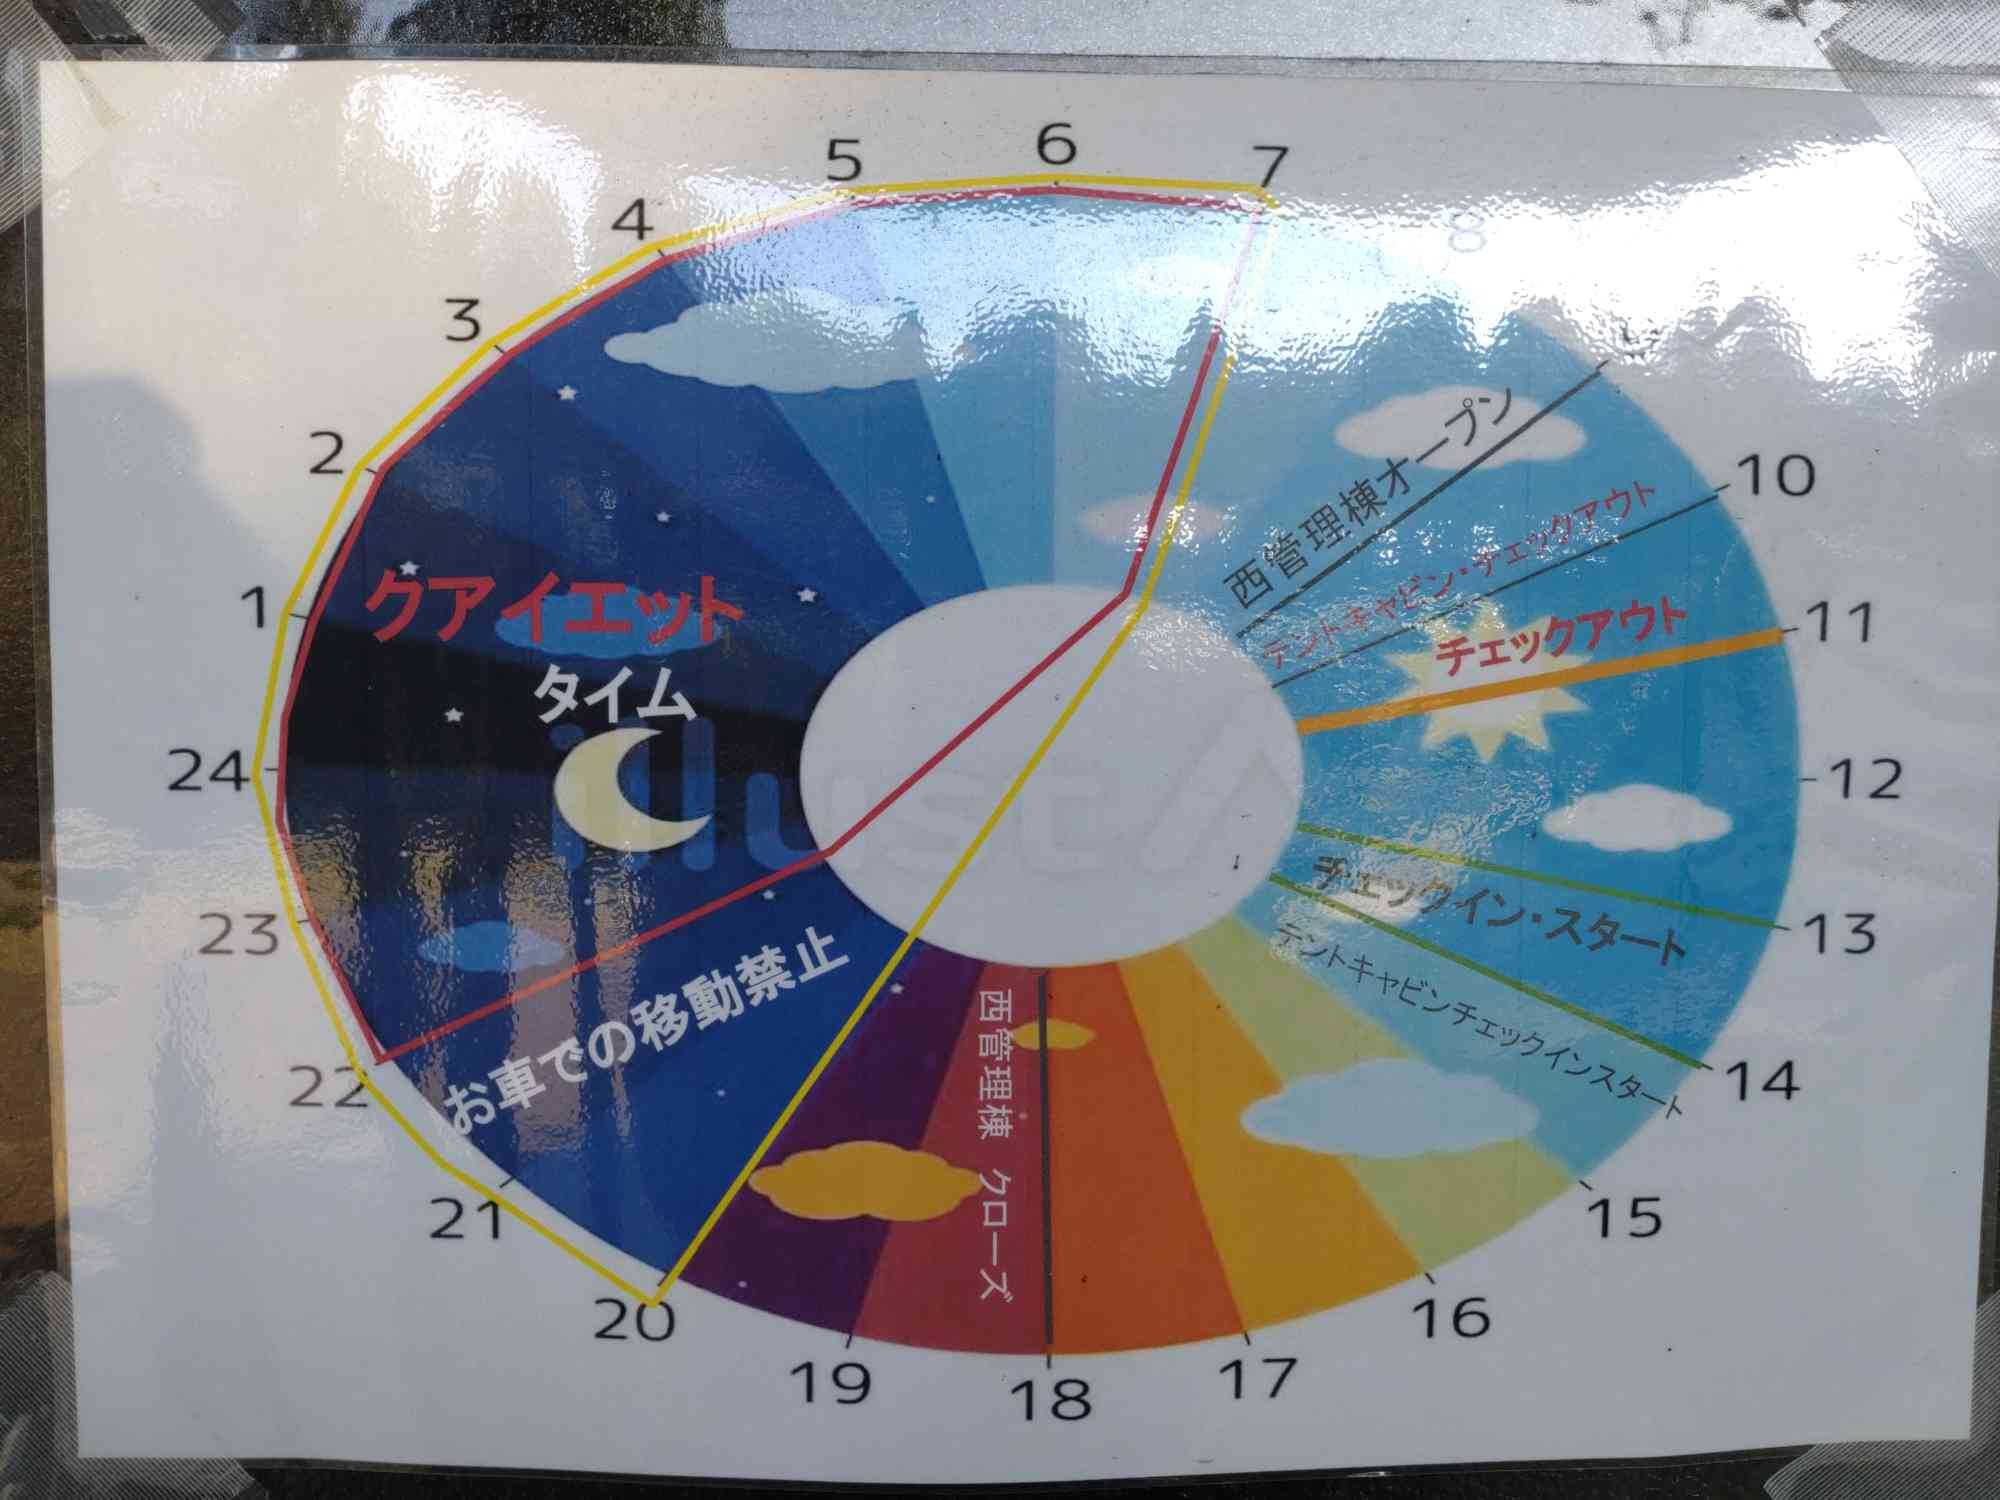 5
6
7
8
4
3
2
1
24
23
22
21
20
19
18
17
16
15
14
13
12
11
10
クアイエット
タイム
お車での移動禁止
西管理棟オープン
テントキャビン・チェックアウト
チェックアウト
チェックイン・スタート
テントキャビンチェックインスタート
西管理棟 クローズ
illust